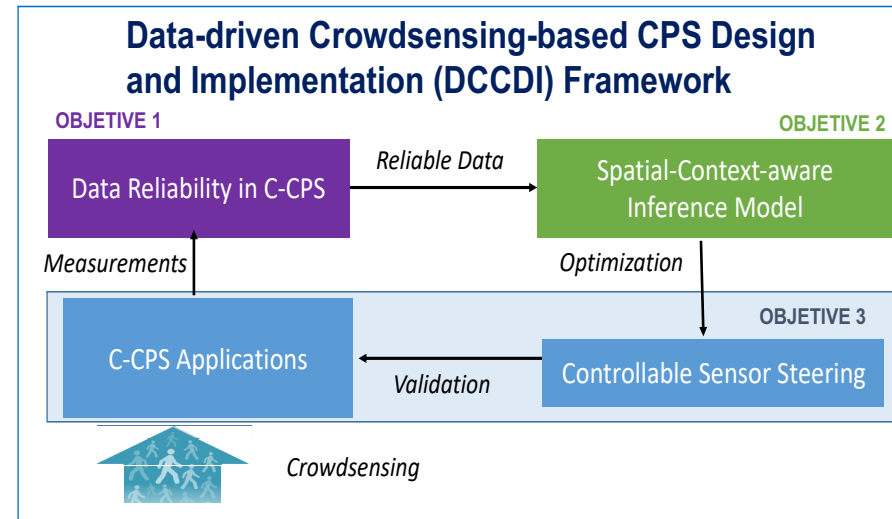 Data-driven Crowdsensing-based CPS Design
and Implementation (DCCDI) Framework
OBJETIVE 1
OBJETIVE 2
Data Reliability in C-CPS
Reliable Data
Spatial-Context-aware
Inference Model
Measurements
Optimization
OBJETIVE 3
C-CPS Applications
Validation
Controllable Sensor Steering
Crowdsensing